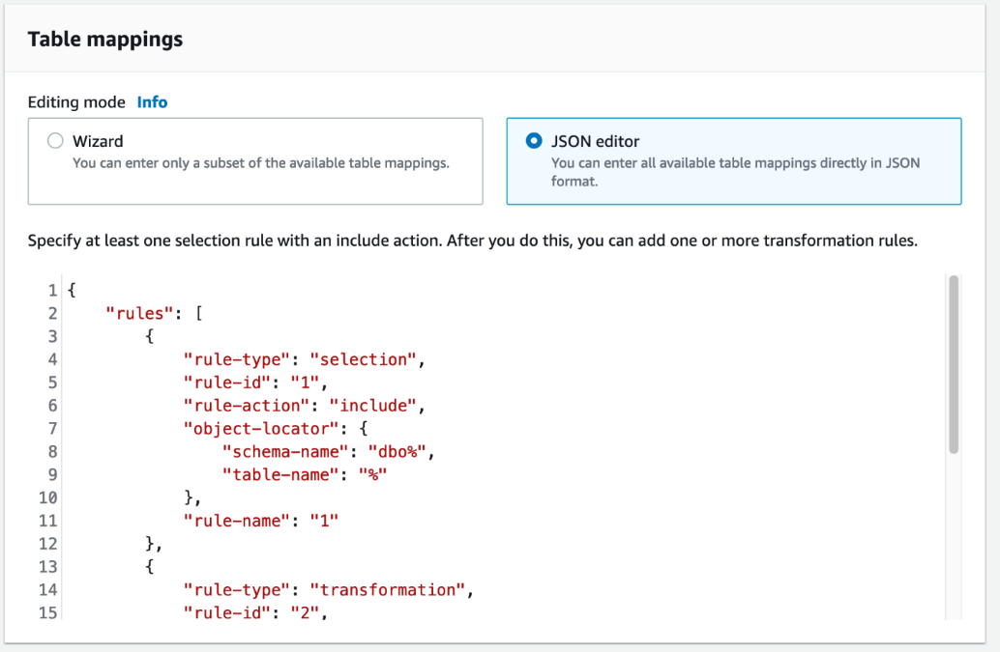 Table mappings
Editing mode Info
Wizard
You can enter only a subset of the available table mappings.
JSON editor
You can enter all available table mappings directly in JSON
format.
Specify at least one selection rule with an include action. After you do this, you can add one or more transformation rules.
1 {
2 "rules": [
3 {
4 "rule-type": "selection",
5 "rule-id": "1",
6 "rule-action": "include",
7 "object-locator": {
8 "schema-name": "dbo%",
9 "table-name": "%"
10 },
11 "rule-name": "1"
12 },
13 {
14 "rule-type": "transformation",
15 "rule-id": "2",